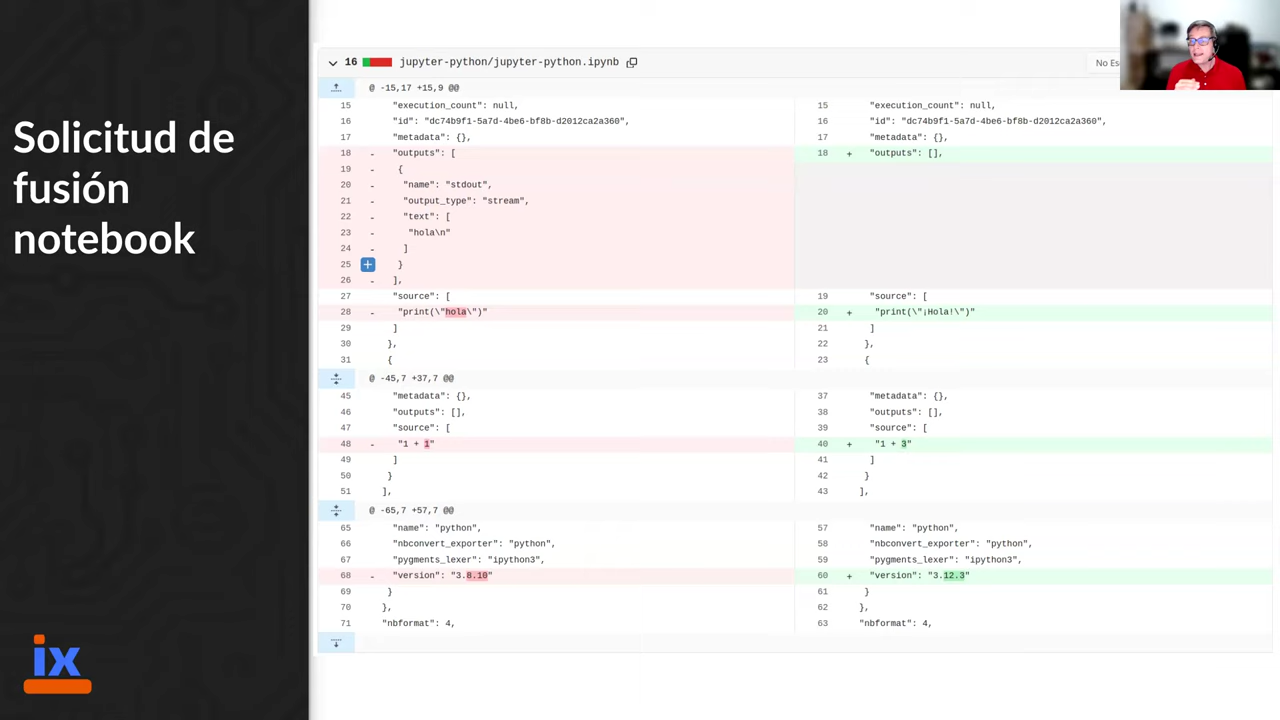 Solicitud de
fusión
notebook
ix
16 jupyter-python/jupyter-python.ipynb
No Es
@ -15,17 +15,9 @@
15 "execution_count": null, 15 "execution_count": null,
16 "id": "dc74b9f1-5a7d-4be6-bf8b-d2012ca2a360", 16 "id": "dc74b9f1-5a7d-4be6-bf8b-d2012ca2a360",
17 "metadata": {}, 17 "metadata": {},
18 - "outputs": [ 18 + "outputs": [],
19 - {
20 - "name": "stdout",
21 - "output_type": "stream",
22 - "text": [
23 - "hola\n"
24 - ]
25 + }
26 - ],
27 "source": [ 19 "source": [
28 - "print(\"hola\")" 20 + "print(\"¡Hola!\")"
29 ] 21 ]
30 }, 22 },
31 { 23 {
@ -45,7 +37,7 @@
45 "metadata": {}, 37 "metadata": {},
46 "outputs": [], 38 "outputs": [],
47 "source": [ 39 "source": [
48 - "1 + 1" 40 + "1 + 3"
49 ] 41 ]
50 } 42 }
51 ], 43 ],
@ -65,7 +57,7 @@
65 "name": "python", 57 "name": "python",
66 "nbconvert_exporter": "python", 58 "nbconvert_exporter": "python",
67 "pygments_lexer": "ipython3", 59 "pygments_lexer": "ipython3",
68 - "version": "3.8.10" 60 + "version": "3.12.3"
69 } 61 }
70 }, 62 },
71 "nbformat": 4, 63 "nbformat": 4,